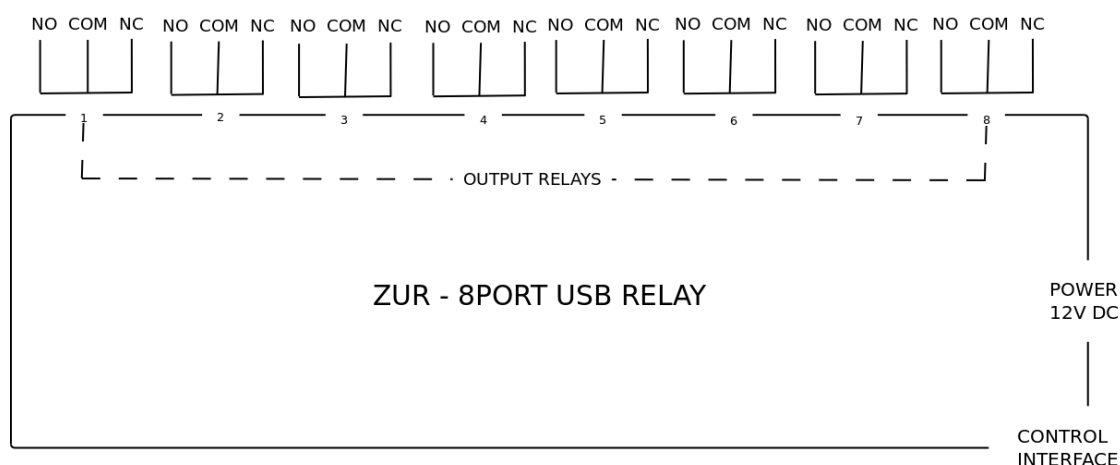 NO COM NC NO COM NC NO COM NC NO COM NC NO COM NC NO COM NC NO COM NC NO COM NC
1 2 3 4 5 6 7 8
OUTPUT RELAYS
ZUR - 8PORT USB RELAY
POWER
12V DC
CONTROL
INTERFACE